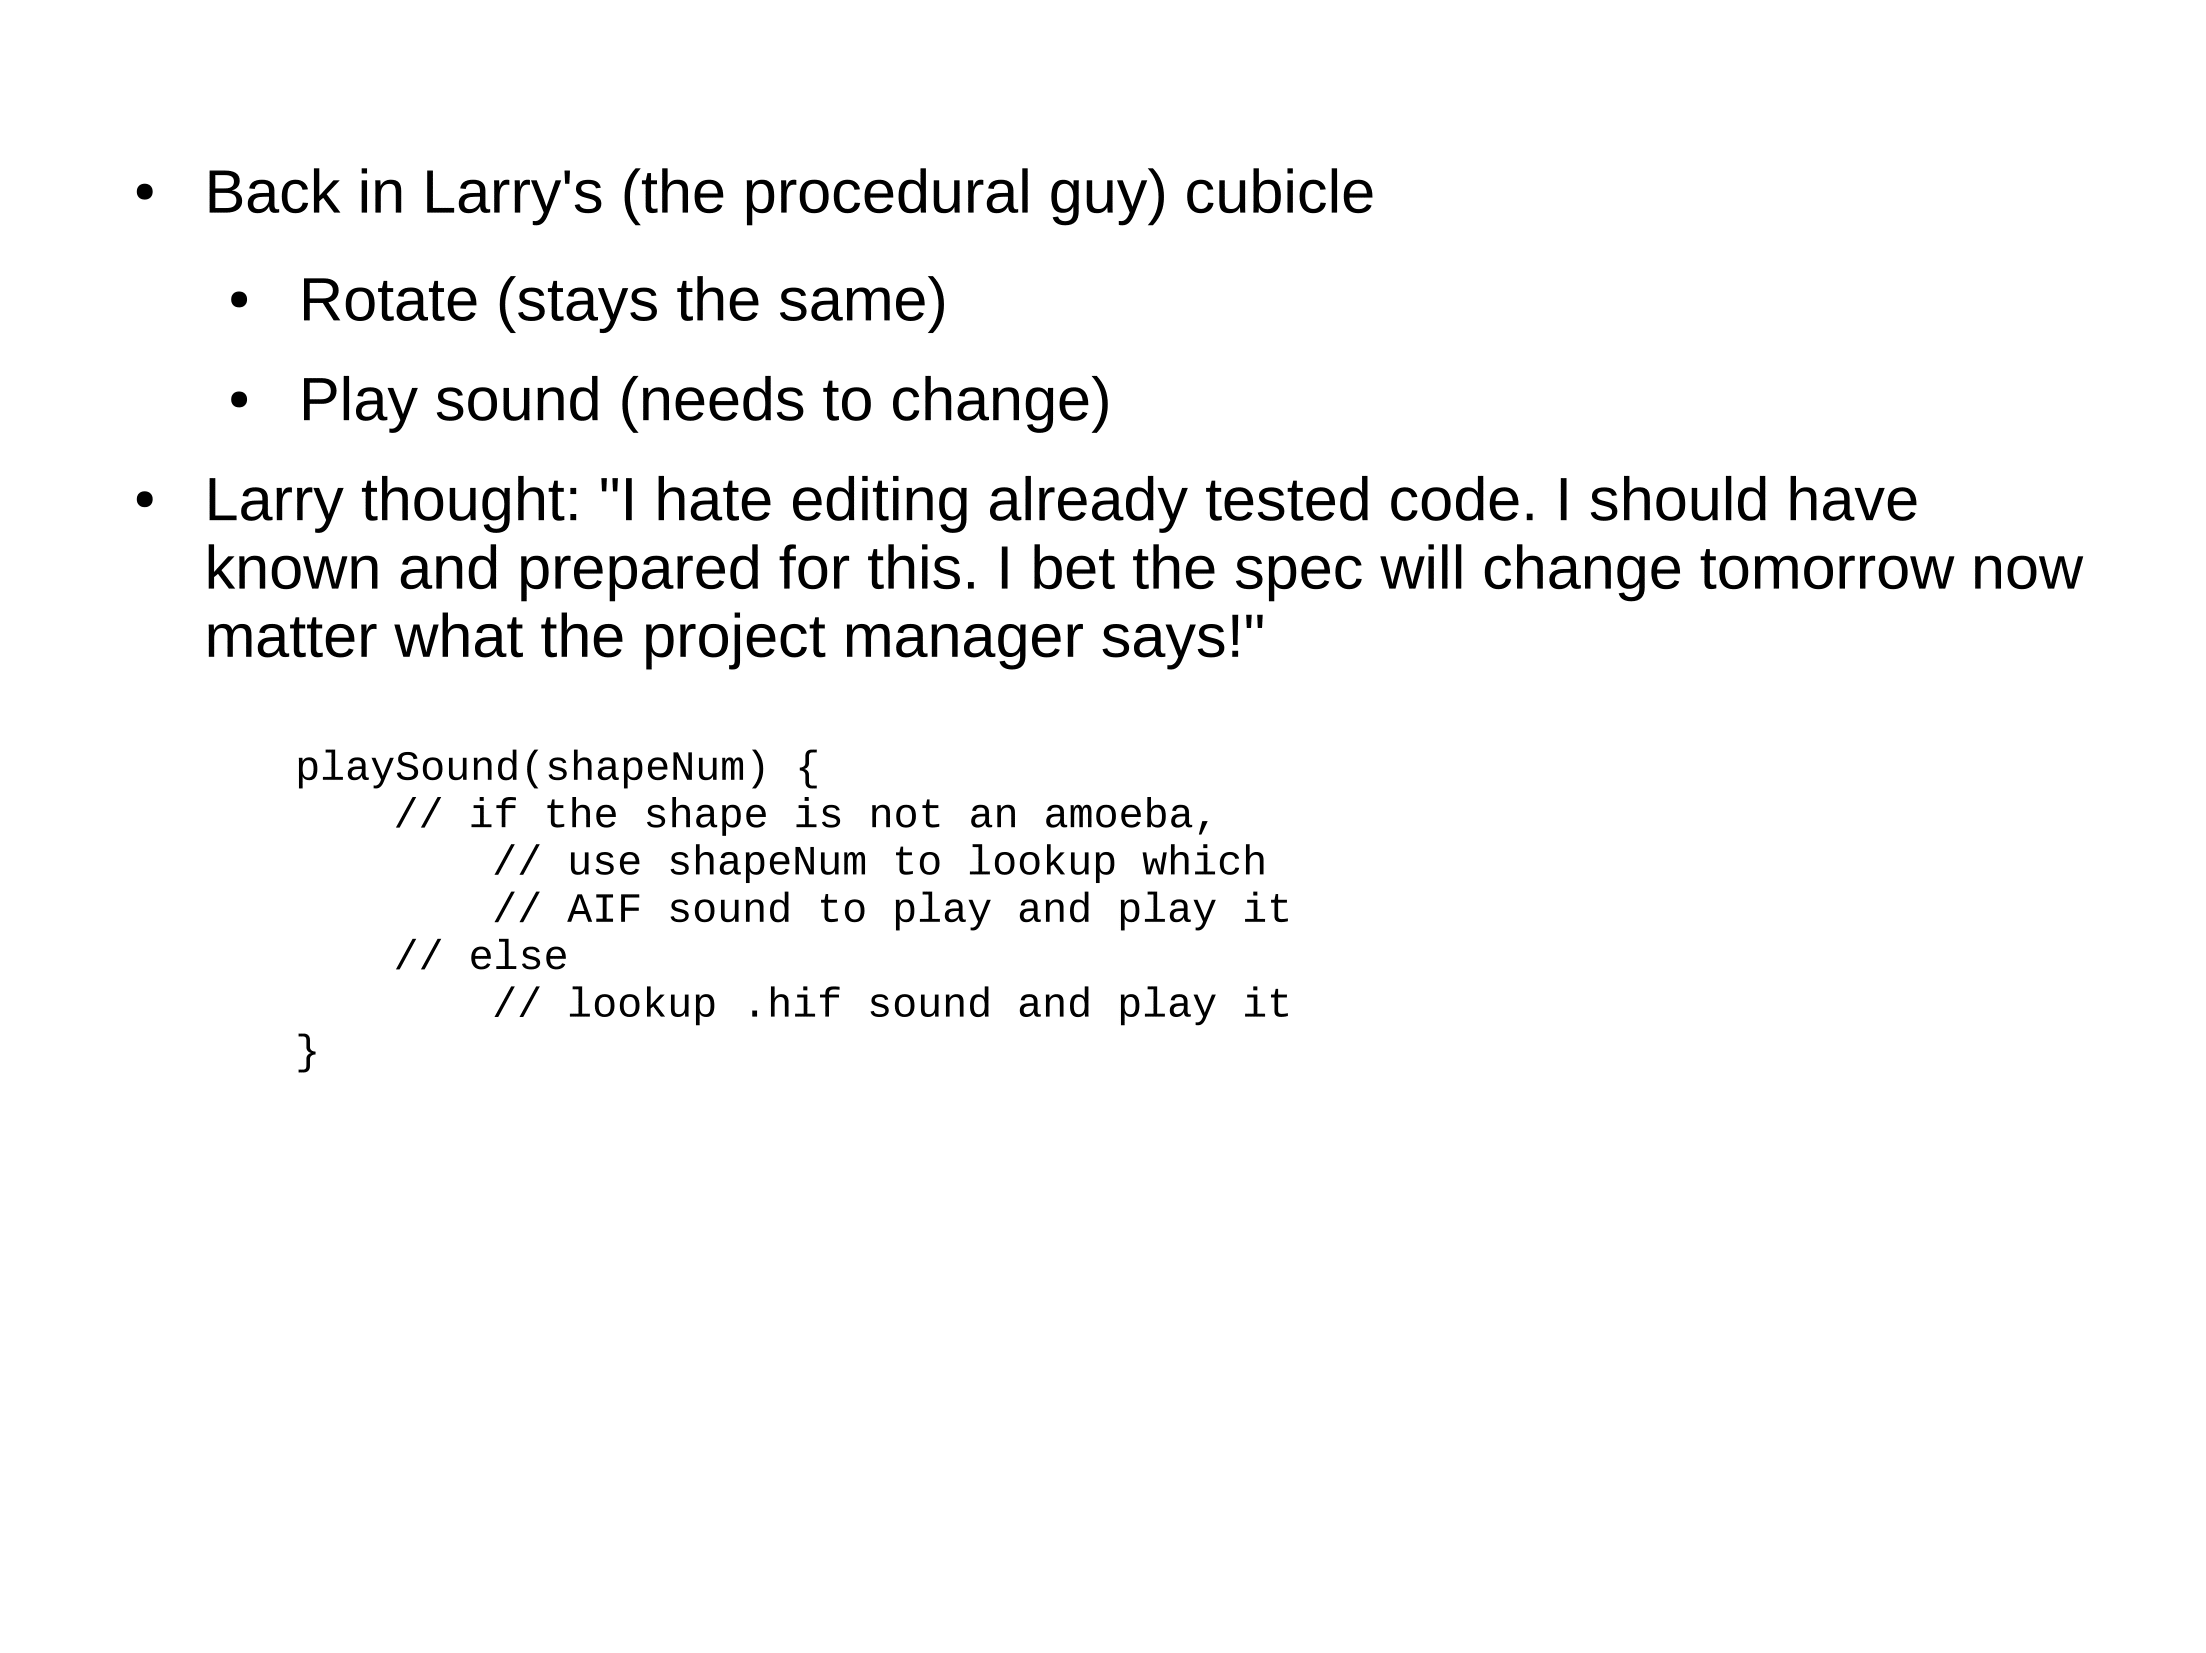 • Back in Larry's (the procedural guy) cubicle
• Rotate (stays the same)
• Play sound (needs to change)
• Larry thought: "I hate editing already tested code. I should have
known and prepared for this. I bet the spec will change tomorrow now
matter what the project manager says!"
playSound(shapeNum) {
    // if the shape is not an amoeba,
        // use shapeNum to lookup which
        // AIF sound to play and play it
    // else
        // lookup .hif sound and play it
}